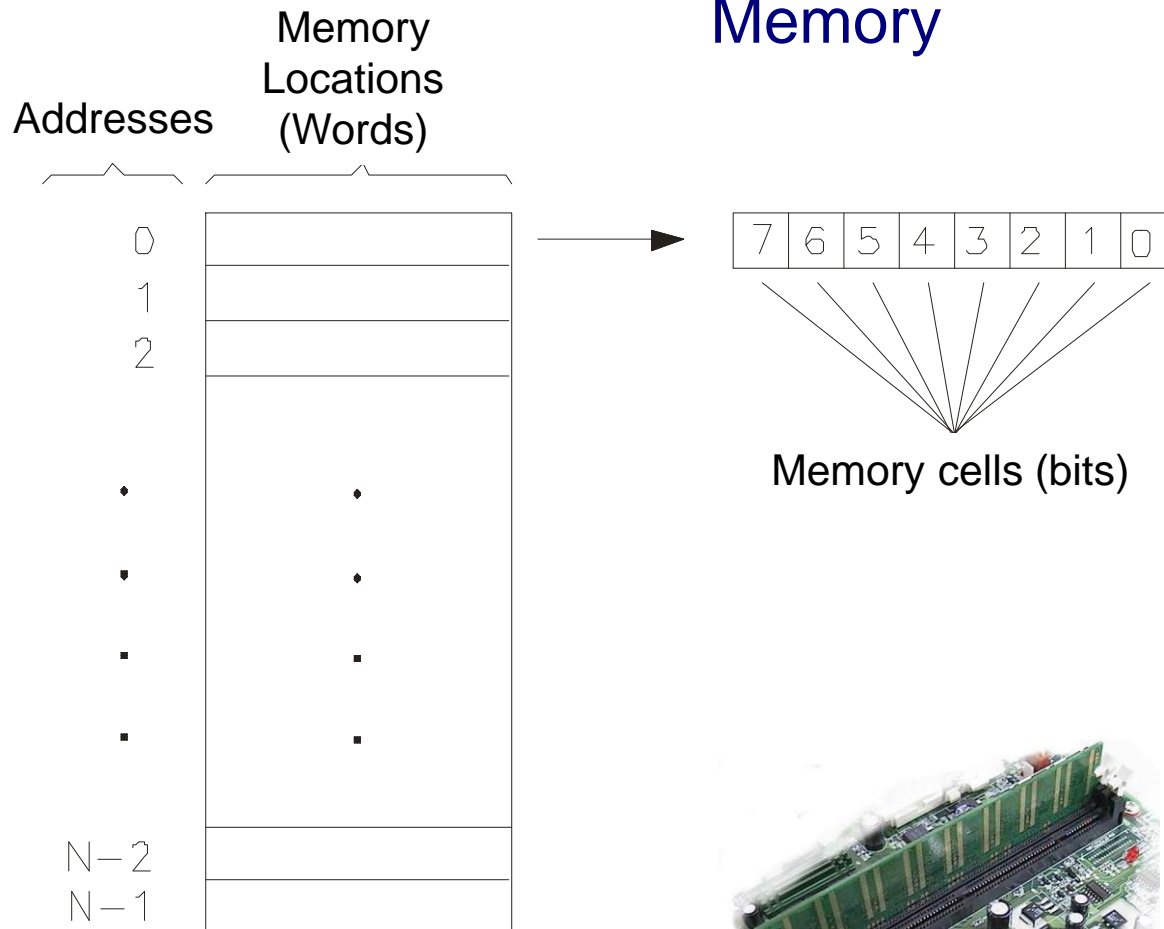 Memory
Memory
Locations
(Words)
Addresses
0
1
2
N-2
N-1
7 6 5 4 3 2 1 0
Memory cells (bits)